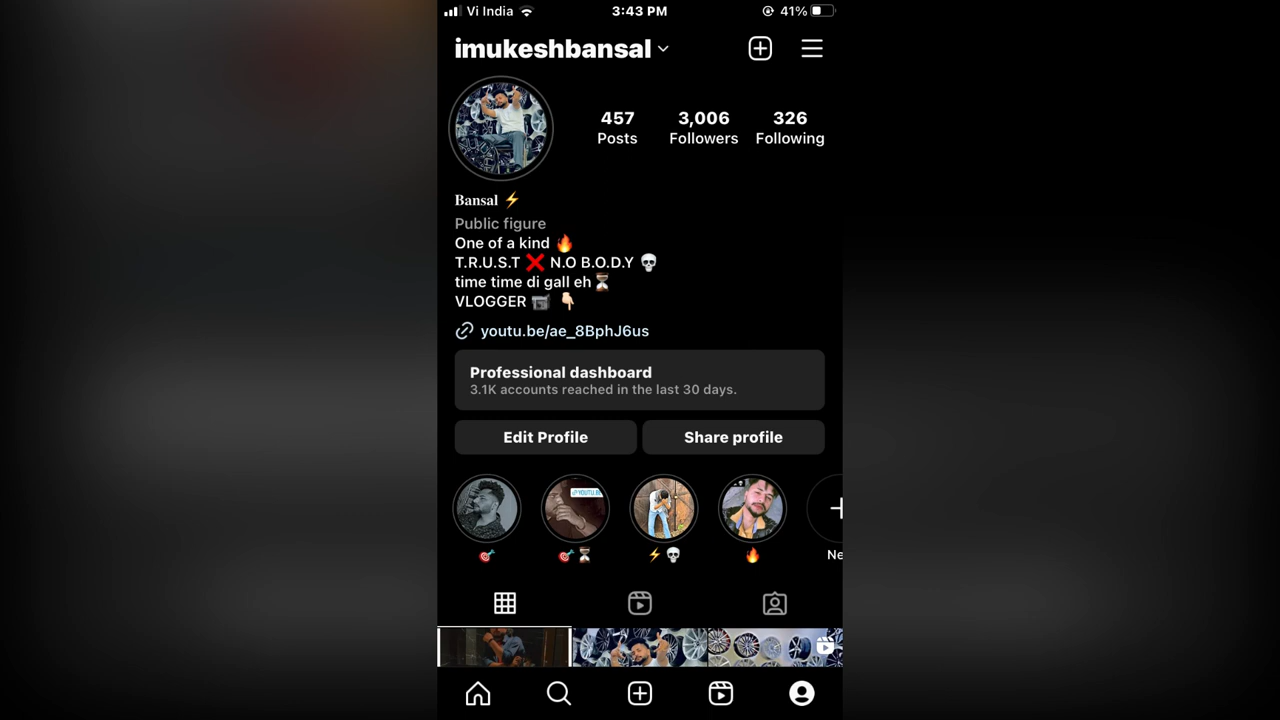 Vi India 3:43 PM 41%
imukeshbansal
457 3,006 326
Posts Followers Following
Bansal ⚡
Public figure
One of a kind 🔥
T.R.U.S.T ❌ N.O B.O.D.Y 💀
time time di gall eh⏳
VLOGGER 📹 👇🏻
youtu.be/ae_8BphJ6us
Professional dashboard
3.1K accounts reached in the last 30 days.
Edit Profile Share profile
YOUTU.BE
🎯 🎯⏳ ⚡💀 🔥 Ne